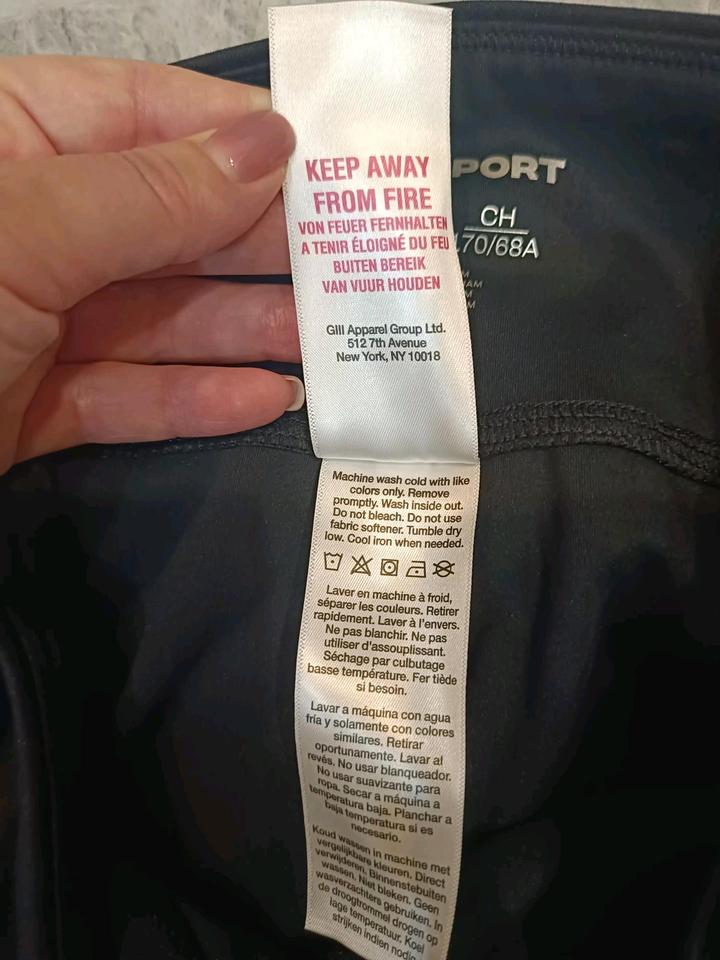 KEEP AWAY
FROM FIRE
VON FEUER FERNHALTEN
A TENIR ÉLOIGNÉ DU FEU
BUITEN BEREIK
VAN VUUR HOUDEN
GIII Apparel Group Ltd.
512 7th Avenue
New York, NY 10018
PORT
CH
170/68A
Machine wash cold with like
colors only. Remove
promptly. Wash inside out.
Do not bleach. Do not use
fabric softener. Tumble dry
low. Cool iron when needed.
Laver en machine à froid,
séparer les couleurs. Retirer
rapidement. Laver à l'envers.
Ne pas blanchir. Ne pas
utiliser d'assouplissant.
Séchage par culbutage
basse température. Fer tiède
si besoin.
Lavar a máquina con agua
fría y solamente con colores
similares. Retirar
oportunamente. Lavar al
revés. No usar blanqueador.
No usar suavizante para
ropa. Secar a máquina a
temperatura baja. Planchar a
baja temperatura si es
necesario.
Koud wassen in machine met
vergelijkbare kleuren. Direct
verwijderen. Binnenstebuiten
wassen. Niet bleken. Geen
wasverzachters gebruiken. In
de droogtrommel drogen op
lage temperatuur. Koel
strijken indien nodig.